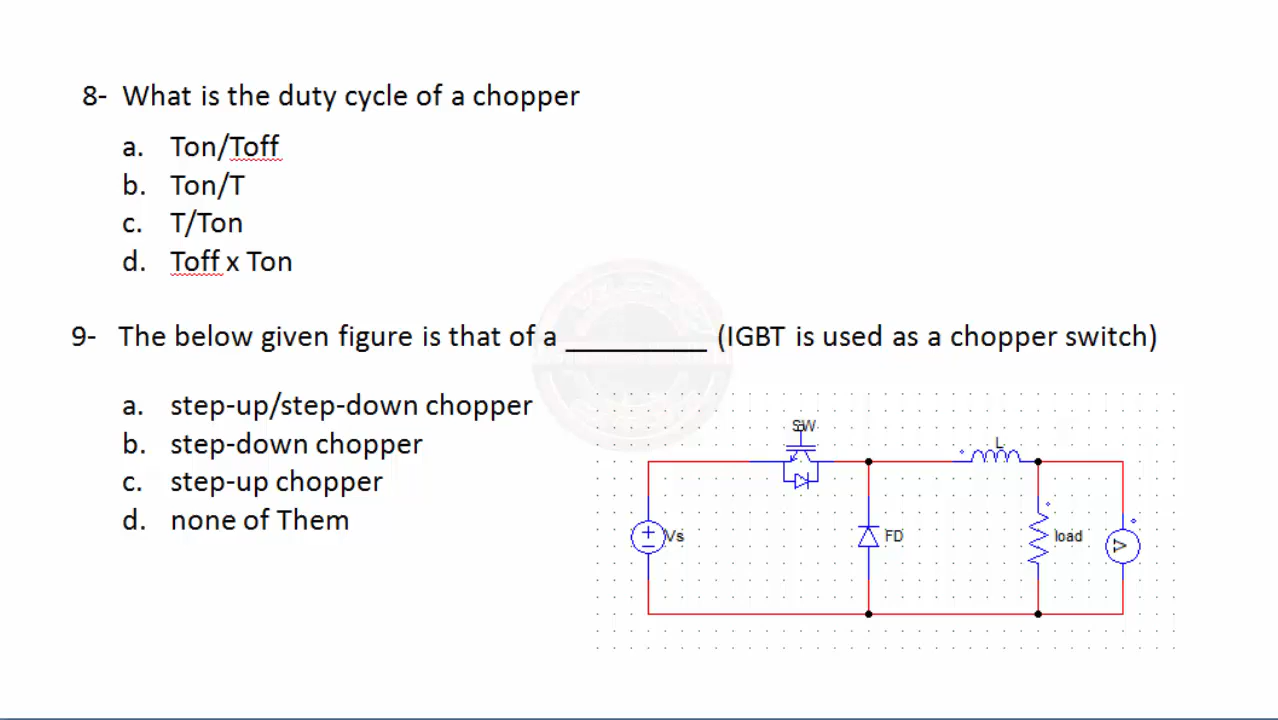 8- What is the duty cycle of a chopper
a. Ton/Toff
b. Ton/T
c. T/Ton
d. Toff x Ton
9- The below given figure is that of a __________ (IGBT is used as a chopper switch)
a. step-up/step-down chopper
b. step-down chopper
c. step-up chopper
d. none of Them
SW
L
Vs
FD
load
V